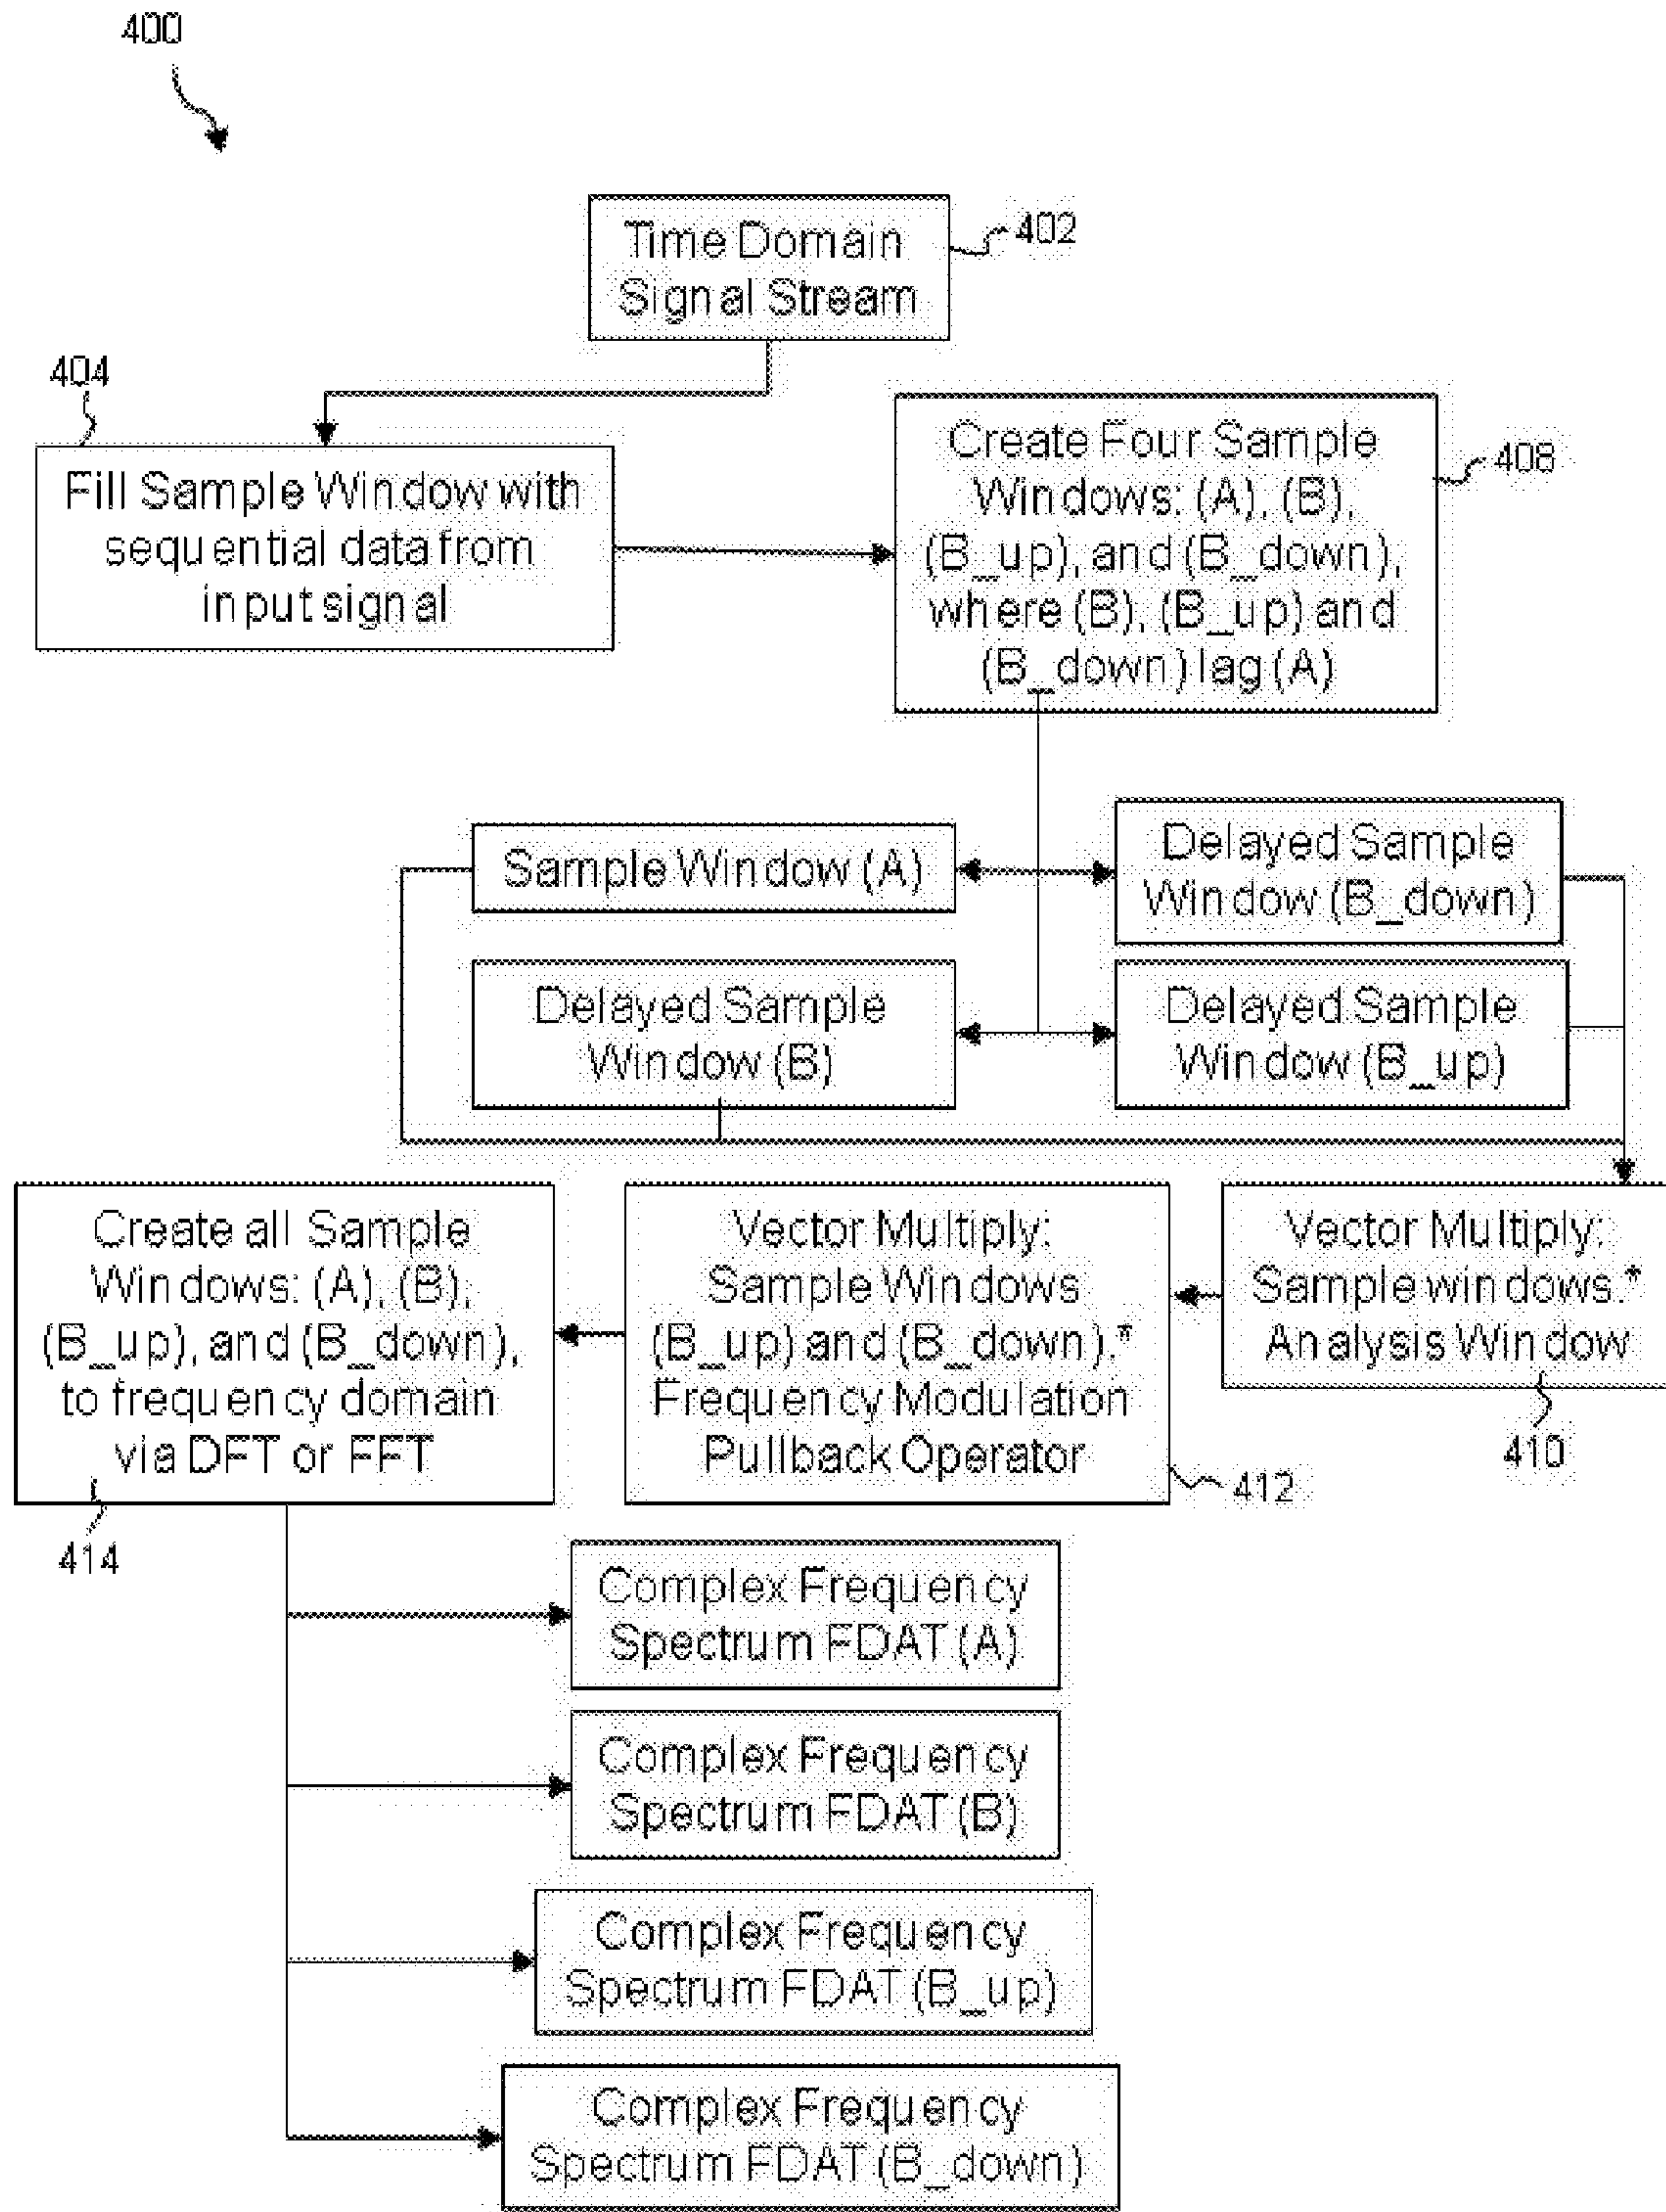 400
Time Domain
Signal Stream
402
404
Fill Sample Window with
sequential data from
input signal
Create Four Sample
Windows: (A), (B),
(B_up), and (B_down),
where (B), (B_up) and
(B_down) lag (A)
408
Sample Window (A)
Delayed Sample
Window (B_down)
Delayed Sample
Window (B)
Delayed Sample
Window (B_up)
Create all Sample
Windows: (A), (B),
(B_up), and (B_down),
to frequency domain
via DFT or FFT
414
Vector Multiply:
Sample Windows
(B_up) and (B_down).*
Frequency Modulation
Pullback Operator
412
Vector Multiply:
Sample windows.*
Analysis Window
410
Complex Frequency
Spectrum FDAT (A)
Complex Frequency
Spectrum FDAT (B)
Complex Frequency
Spectrum FDAT (B_up)
Complex Frequency
Spectrum FDAT (B_down)